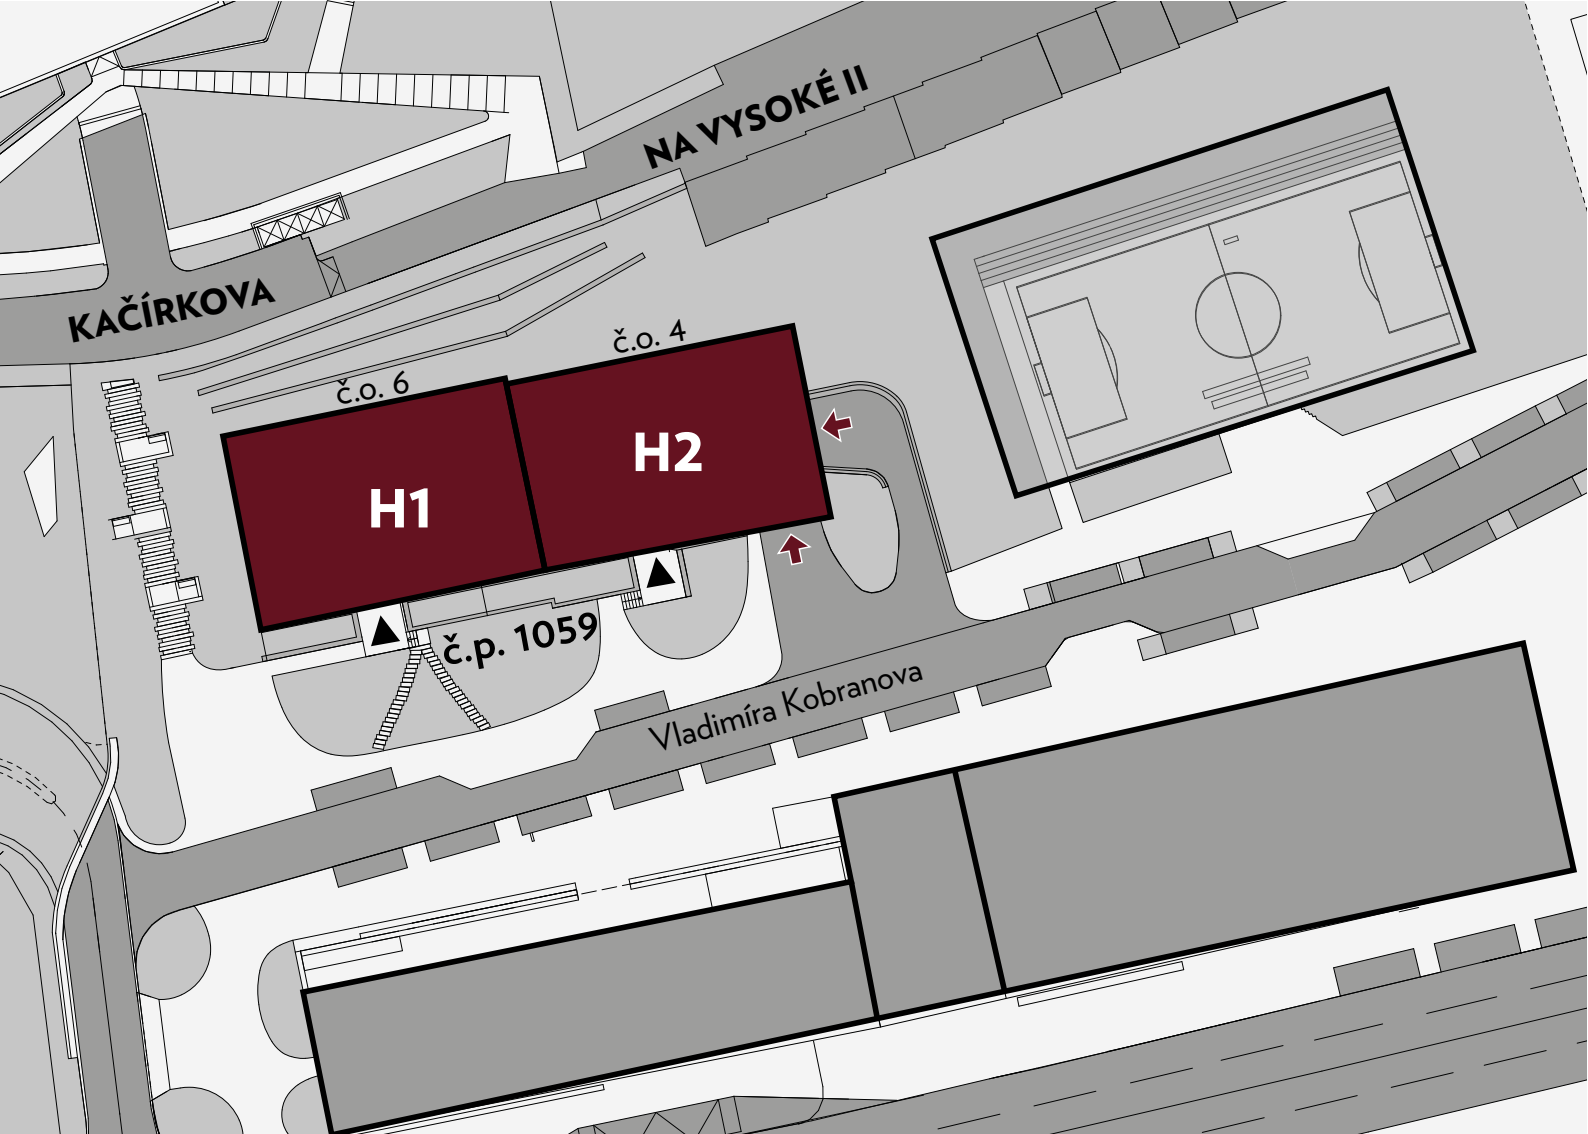 NA VYSOKÉ II
KAČÍRKOVA
č.o. 4
č.o. 6
H2
H1
č.p. 1059
Vladimíra Kobranova